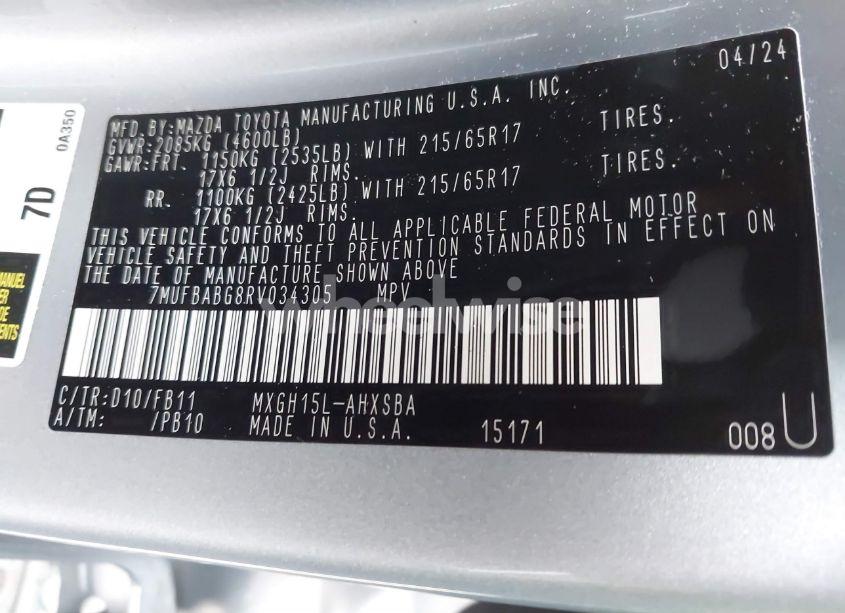 04/24
MFD.BY:MAZDA TOYOTA MANUFACTURING U.S.A. INC.
GVWR:2085KG (4600LB)
GAWR:FRT. 1150KG (2535LB) WITH 215/65R17 TIRES.
17X6 1/2J RIMS.
RR. 1100KG (2425LB) WITH 215/65R17 TIRES.
17X6 1/2J RIMS.
THIS VEHICLE CONFORMS TO ALL APPLICABLE FEDERAL MOTOR
VEHICLE SAFETY AND THEFT PREVENTION STANDARDS IN EFFECT ON
THE DATE OF MANUFACTURE SHOWN ABOVE
7MUFBABG8RV034305 MPV
C/TR:D10/FB11 MXGH15L-AHXSBA
A/TM: /PB10 MADE IN U.S.A. 15171 008 U
wheelwise
7D
0A350
MANUEL
DE